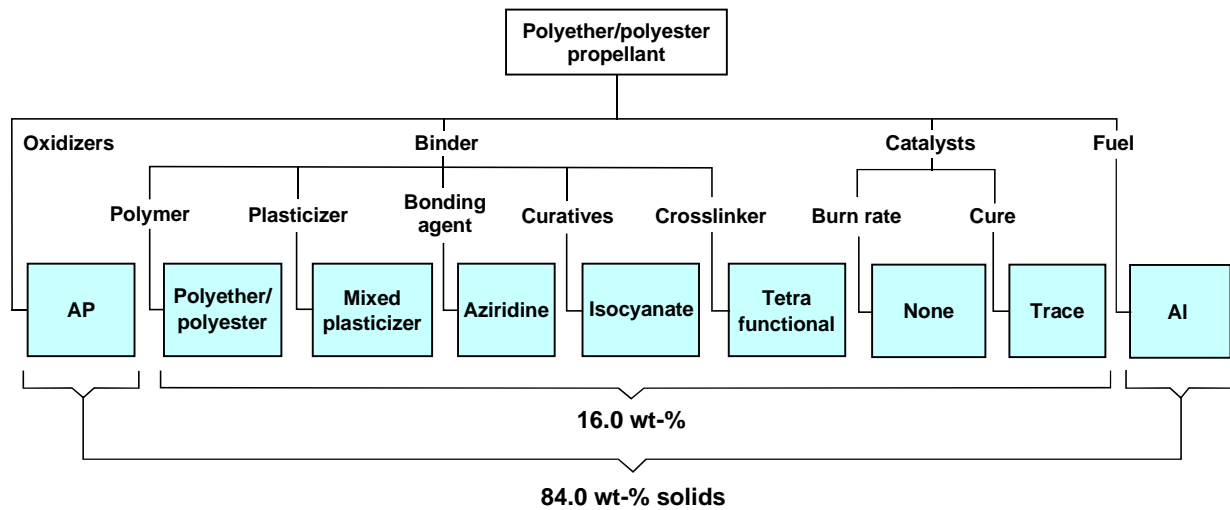 Polyether/polyester
propellant
Oxidizers
Binder
Catalysts
Fuel
Polymer
Plasticizer
Bonding
agent
Curatives
Crosslinker
Burn rate
Cure
AP
Polyether/
polyester
Mixed
plasticizer
Aziridine
Isocyanate
Tetra
functional
None
Trace
Al
16.0 wt-%
84.0 wt-% solids